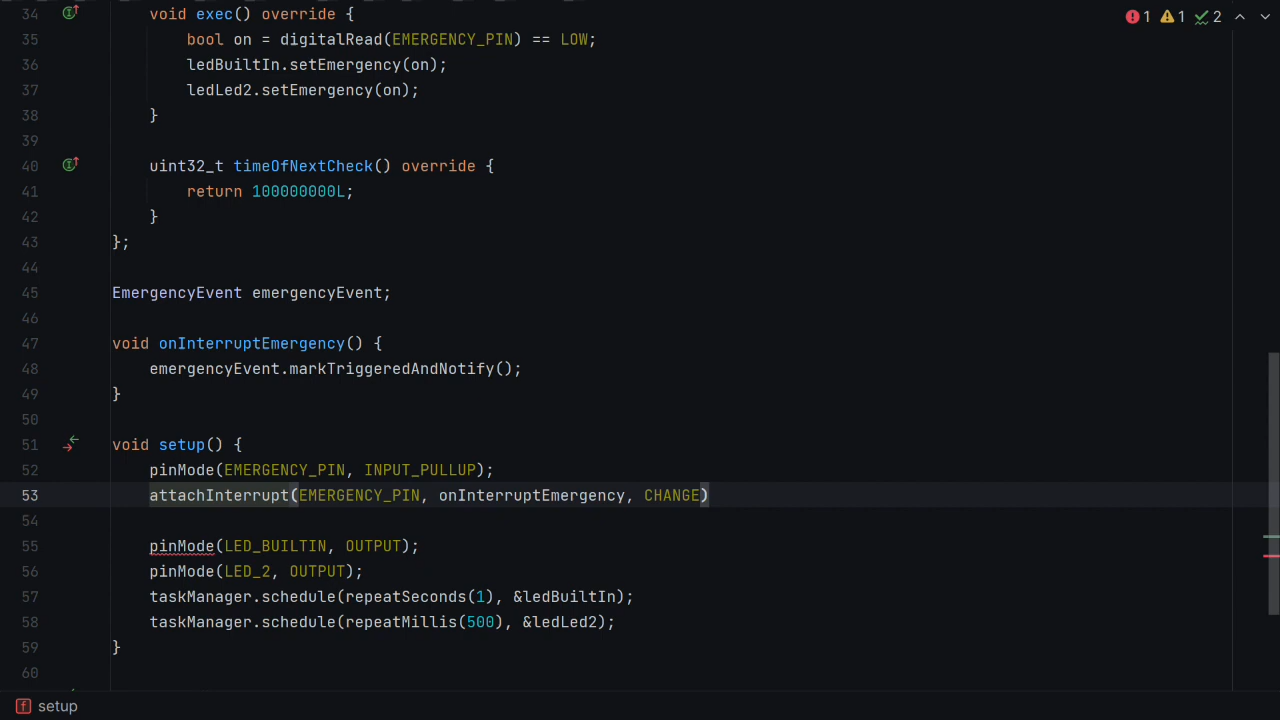 1 1 2
34 void exec() override {
35 bool on = digitalRead(EMERGENCY_PIN) == LOW;
36 ledBuiltIn.setEmergency(on);
37 ledLed2.setEmergency(on);
38 }
39
40 uint32_t timeOfNextCheck() override {
41 return 100000000L;
42 }
43 };
44
45 EmergencyEvent emergencyEvent;
46
47 void onInterruptEmergency() {
48 emergencyEvent.markTriggeredAndNotify();
49 }
50
51 void setup() {
52 pinMode(EMERGENCY_PIN, INPUT_PULLUP);
53 attachInterrupt(EMERGENCY_PIN, onInterruptEmergency, CHANGE)
54
55 pinMode(LED_BUILTIN, OUTPUT);
56 pinMode(LED_2, OUTPUT);
57 taskManager.schedule(repeatSeconds(1), &ledBuiltIn);
58 taskManager.schedule(repeatMillis(500), &ledLed2);
59 }
60
f setup